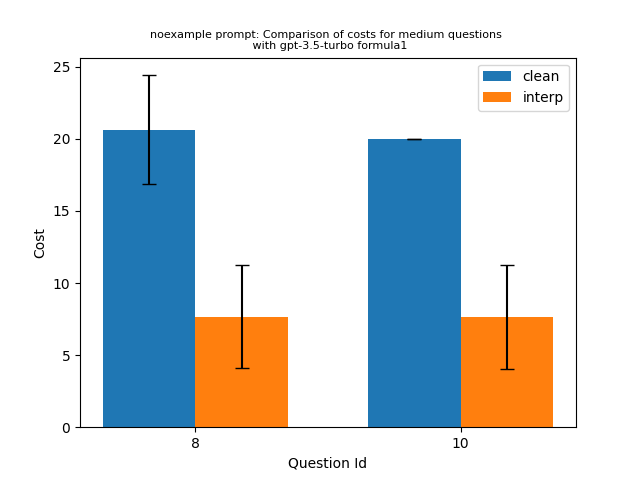 noexample prompt: Comparison of costs for medium questions
with gpt-3.5-turbo formula1
25
20
15
10
5
0
Cost
clean
interp
8
10
Question Id